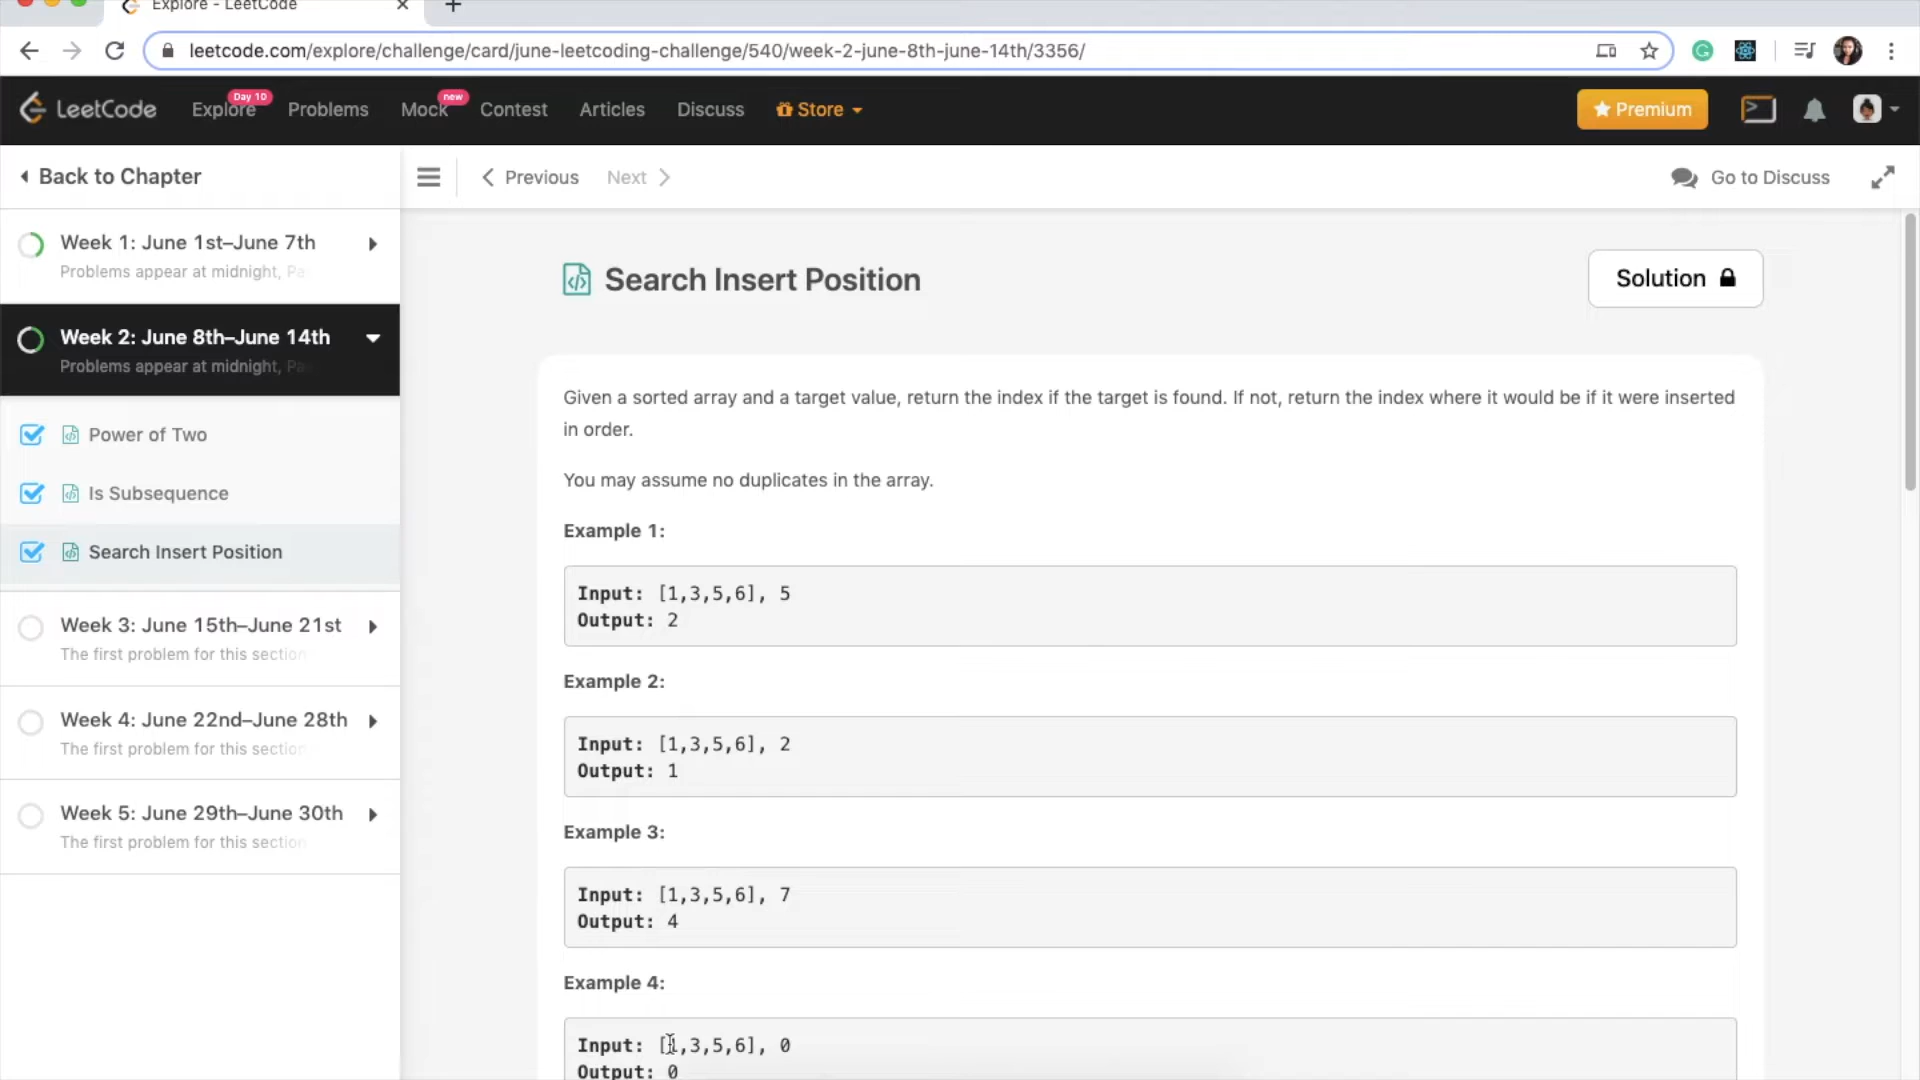 Explore - LeetCode
leetcode.com/explore/challenge/card/june-leetcoding-challenge/540/week-2-june-8th-june-14th/3356/
LeetCode Explore Day 10 Problems Mock new Contest Articles Discuss Store Premium
Back to Chapter
Previous Next Go to Discuss
Week 1: June 1st–June 7th
Problems appear at midnight, Pa
Week 2: June 8th–June 14th
Problems appear at midnight, Pa
Power of Two
Is Subsequence
Search Insert Position
Week 3: June 15th–June 21st
The first problem for this section
Week 4: June 22nd–June 28th
The first problem for this section
Week 5: June 29th–June 30th
The first problem for this section
Search Insert Position
Solution
Given a sorted array and a target value, return the index if the target is found. If not, return the index where it would be if it were inserted
in order.
You may assume no duplicates in the array.
Example 1:
Input: [1,3,5,6], 5
Output: 2
Example 2:
Input: [1,3,5,6], 2
Output: 1
Example 3:
Input: [1,3,5,6], 7
Output: 4
Example 4:
Input: [1,3,5,6], 0
Output: 0